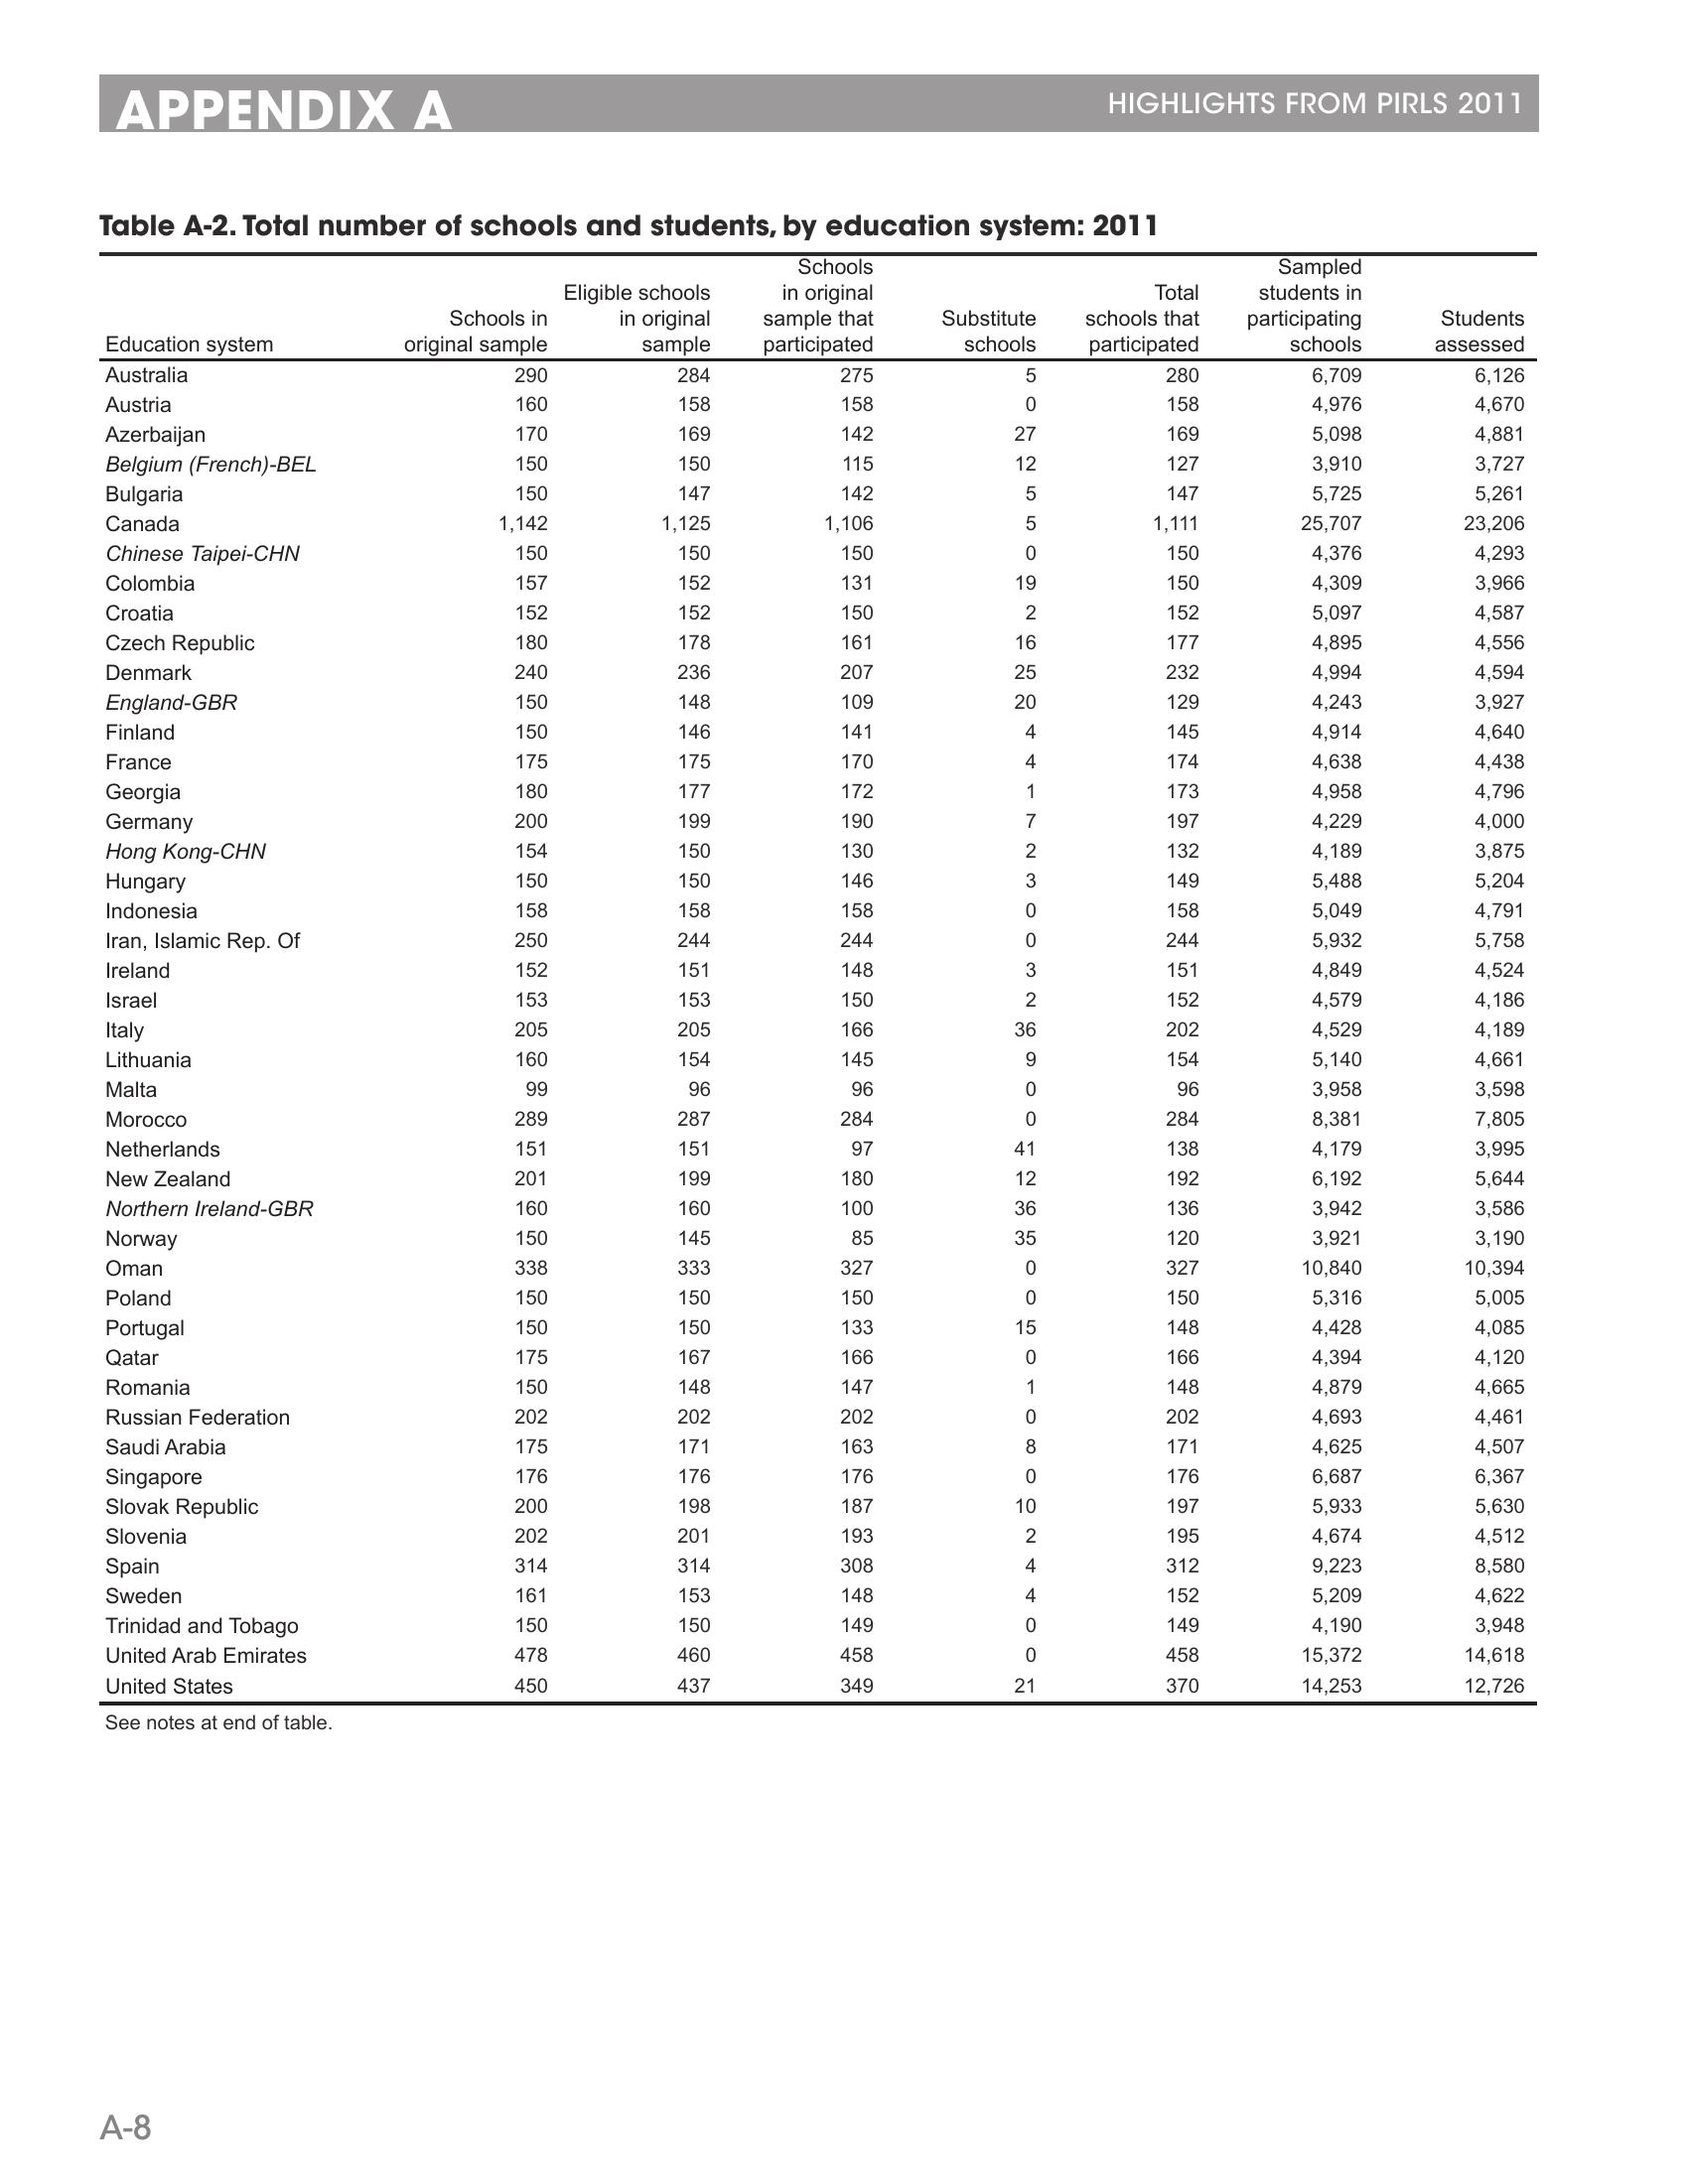 APPENDIX A
HIGHLIGHTS FROM PIRLS 2011
Table A-2. Total number of schools and students, by education system: 2011
Education system Schools in original sample Eligible schools in original sample Schools in original sample that participated Substitute schools Total schools that participated Sampled students in participating schools Students assessed
Australia 290 284 275 5 280 6,709 6,126
Austria 160 158 158 0 158 4,976 4,670
Azerbaijan 170 169 142 27 169 5,098 4,881
Belgium (French)-BEL 150 150 115 12 127 3,910 3,727
Bulgaria 150 147 142 5 147 5,725 5,261
Canada 1,142 1,125 1,106 5 1,111 25,707 23,206
Chinese Taipei-CHN 150 150 150 0 150 4,376 4,293
Colombia 157 152 131 19 150 4,309 3,966
Croatia 152 152 150 2 152 5,097 4,587
Czech Republic 180 178 161 16 177 4,895 4,556
Denmark 240 236 207 25 232 4,994 4,594
England-GBR 150 148 109 20 129 4,243 3,927
Finland 150 146 141 4 145 4,914 4,640
France 175 175 170 4 174 4,638 4,438
Georgia 180 177 172 1 173 4,958 4,796
Germany 200 199 190 7 197 4,229 4,000
Hong Kong-CHN 154 150 130 2 132 4,189 3,875
Hungary 150 150 146 3 149 5,488 5,204
Indonesia 158 158 158 0 158 5,049 4,791
Iran, Islamic Rep. Of 250 244 244 0 244 5,932 5,758
Ireland 152 151 148 3 151 4,849 4,524
Israel 153 153 150 2 152 4,579 4,186
Italy 205 205 166 36 202 4,529 4,189
Lithuania 160 154 145 9 154 5,140 4,661
Malta 99 96 96 0 96 3,958 3,598
Morocco 289 287 284 0 284 8,381 7,805
Netherlands 151 151 97 41 138 4,179 3,995
New Zealand 201 199 180 12 192 6,192 5,644
Northern Ireland-GBR 160 160 100 36 136 3,942 3,586
Norway 150 145 85 35 120 3,921 3,190
Oman 338 333 327 0 327 10,840 10,394
Poland 150 150 150 0 150 5,316 5,005
Portugal 150 150 133 15 148 4,428 4,085
Qatar 175 167 166 0 166 4,394 4,120
Romania 150 148 147 1 148 4,879 4,665
Russian Federation 202 202 202 0 202 4,693 4,461
Saudi Arabia 175 171 163 8 171 4,625 4,507
Singapore 176 176 176 0 176 6,687 6,367
Slovak Republic 200 198 187 10 197 5,933 5,630
Slovenia 202 201 193 2 195 4,674 4,512
Spain 314 314 308 4 312 9,223 8,580
Sweden 161 153 148 4 152 5,209 4,622
Trinidad and Tobago 150 150 149 0 149 4,190 3,948
United Arab Emirates 478 460 458 0 458 15,372 14,618
United States 450 437 349 21 370 14,253 12,726
See notes at end of table.
A-8